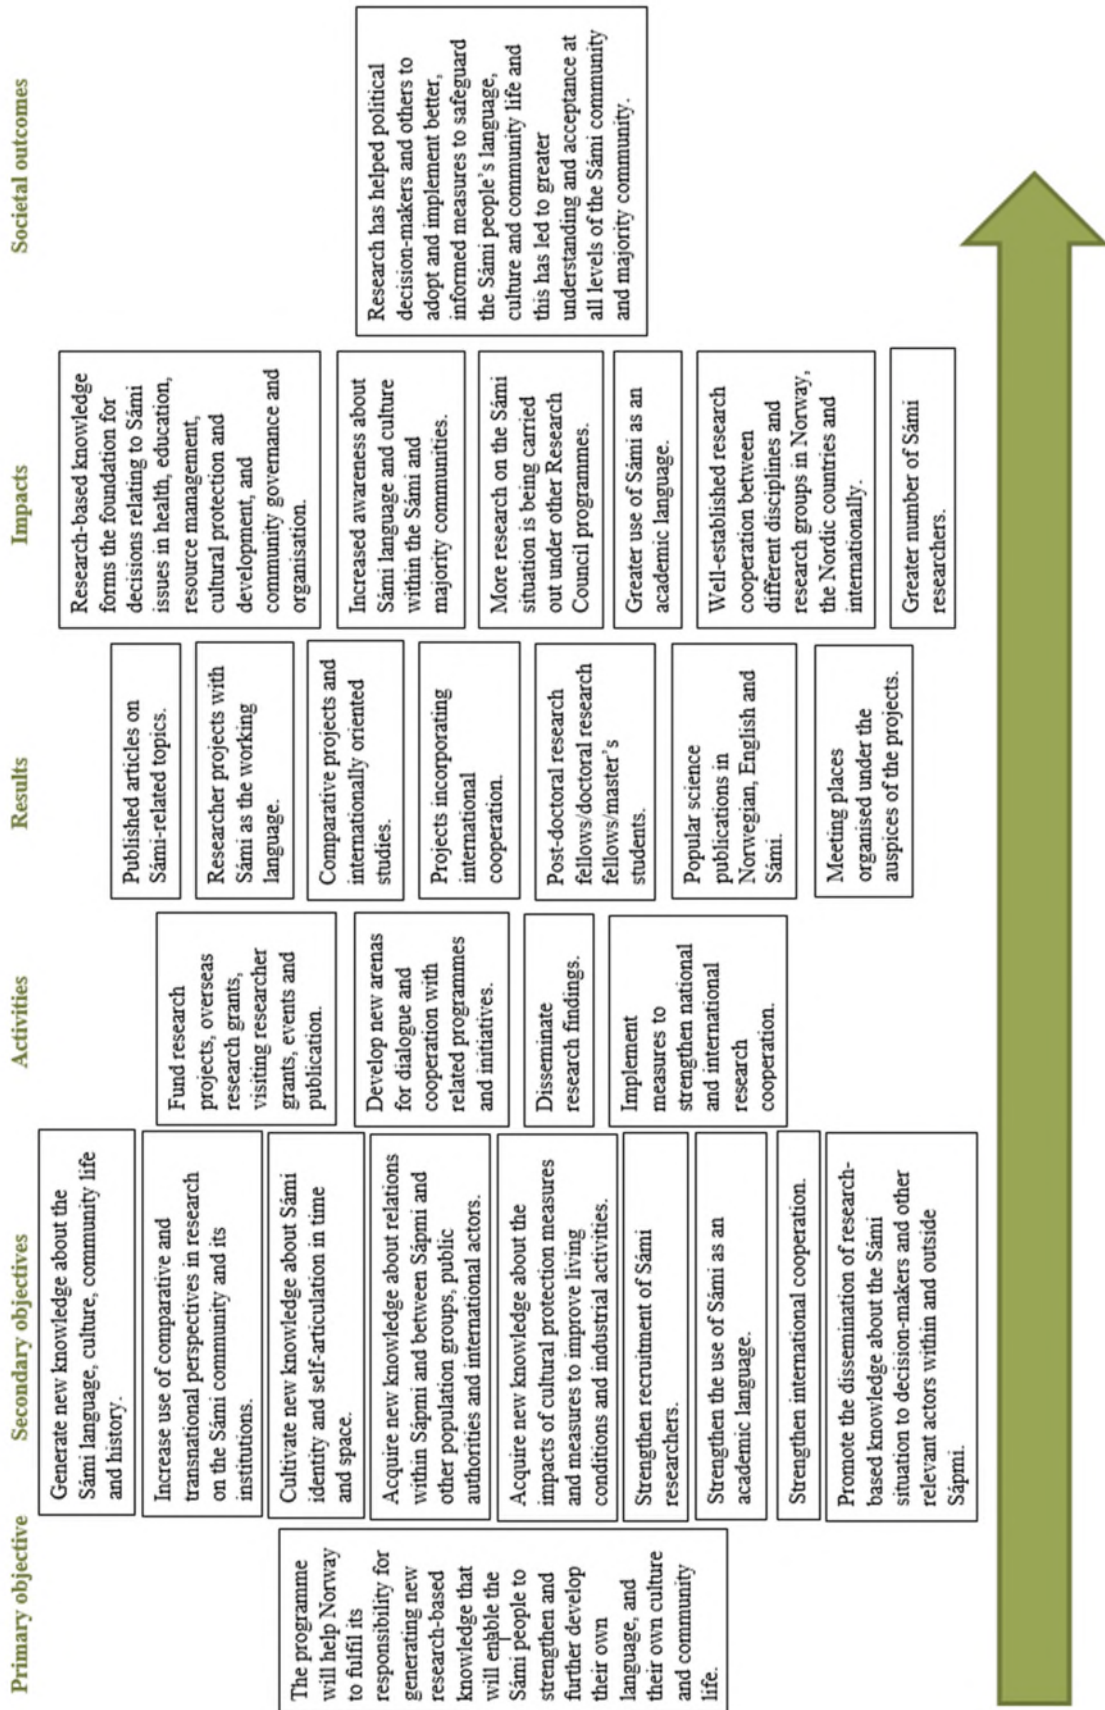 Primary objective
The programme
will help Norway
to fulfil its
responsibility for
generating new
research-based
knowledge that
will enable the
Sámi people to
strengthen and
further develop
their own
language, and
their own culture
and community
life.
Secondary objectives
Generate new knowledge about the
Sámi language, culture, community life
and history.
Increase use of comparative and
transnational perspectives in research
on the Sámi community and its
institutions.
Cultivate new knowledge about Sámi
identity and self-articulation in time
and space.
Acquire new knowledge about relations
within Sápmi and between Sápmi and
other population groups, public
authorities and international actors.
Acquire new knowledge about the
impacts of cultural protection measures
and measures to improve living
conditions and industrial activities.
Strengthen recruitment of Sámi
researchers.
Strengthen the use of Sámi as an
academic language.
Strengthen international cooperation.
Promote the dissemination of research-
based knowledge about the Sámi
situation to decision-makers and other
relevant actors within and outside
Sápmi.
Activities
Fund research
projects, overseas
research grants,
visiting researcher
grants, events and
publication.
Develop new arenas
for dialogue and
cooperation with
related programmes
and initiatives.
Disseminate
research findings.
Implement
measures to
strengthen national
and international
research
cooperation.
Results
Published articles on
Sámi-related topics.
Researcher projects with
Sámi as the working
language.
Comparative projects and
internationally oriented
studies.
Projects incorporating
international
cooperation.
Post-doctoral research
fellows/doctoral research
fellows/master's
students.
Popular science
publications in
Norwegian, English and
Sámi.
Meeting places
organised under the
auspices of the projects.
Impacts
Research-based knowledge
forms the foundation for
decisions relating to Sámi
issues in health, education,
resource management,
cultural protection and
development, and
community governance and
organisation.
Increased awareness about
Sámi language and culture
within the Sámi and
majority communities.
More research on the Sámi
situation is being carried
out under other Research
Council programmes.
Greater use of Sámi as an
academic language.
Well-established research
cooperation between
different disciplines and
research groups in Norway,
the Nordic countries and
internationally.
Greater number of Sámi
researchers.
Societal outcomes
Research has helped political
decision-makers and others to
adopt and implement better,
informed measures to safeguard
the Sámi people's language,
culture and community life and
this has led to greater
understanding and acceptance at
all levels of the Sámi community
and majority community.